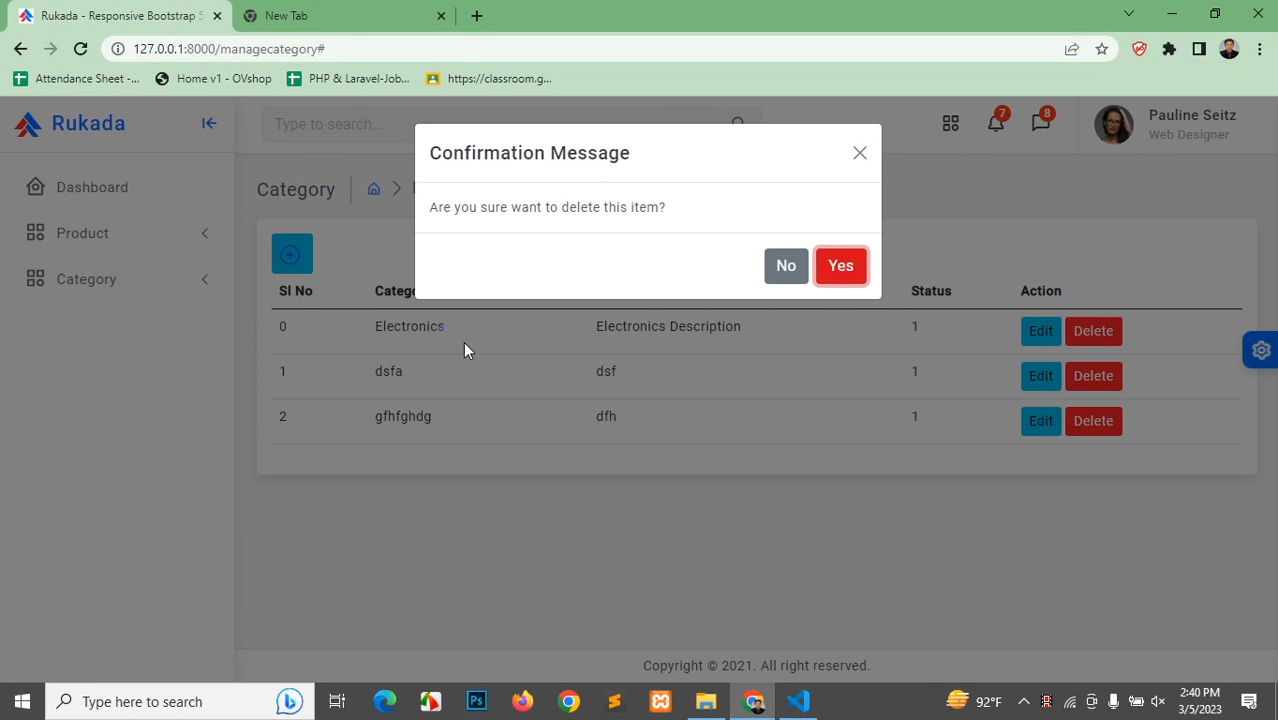 Rukada - Responsive Bootstrap 5
New Tab
127.0.0.1:8000/managecategory#
Attendance Sheet -...
Home v1 - OVshop
PHP & Laravel-Job...
https://classroom.g...
Rukada
Type to search...
7
8
Pauline Seitz
Web Designer
Confirmation Message
Are you sure want to delete this item?
No
Yes
Dashboard
Product
Category
Category
Sl No
Catego
Status
Action
0
Electronics
Electronics Description
1
Edit
Delete
1
dsfa
dsf
1
Edit
Delete
2
gfhfghdg
dfh
1
Edit
Delete
Copyright © 2021. All right reserved.
Type here to search
Ps
92°F
2:40 PM
3/5/2023